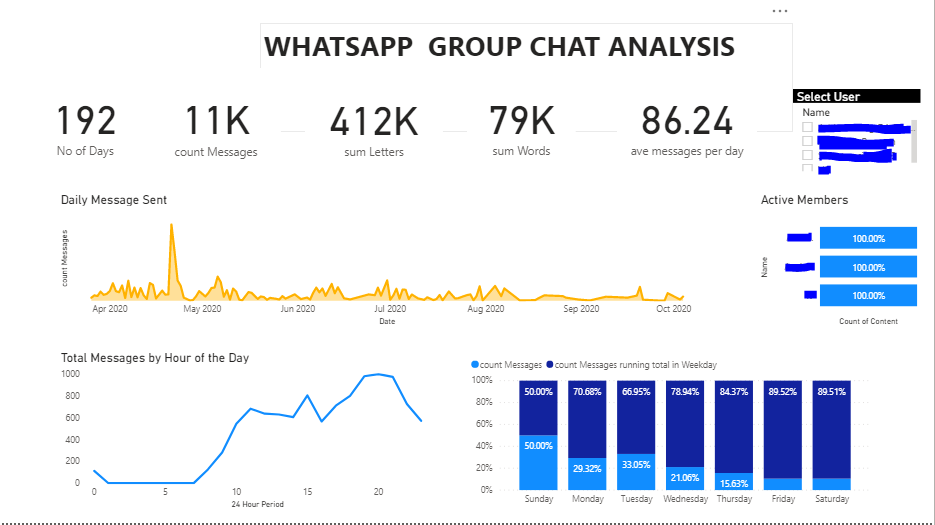 WHATSAPP GROUP CHAT ANALYSIS
192
No of Days
11K
count Messages
412K
sum Letters
79K
sum Words
86.24
ave messages per day
Select User
Name
Daily Message Sent
count Messages
Apr 2020 May 2020 Jun 2020 Jul 2020 Aug 2020 Sep 2020 Oct 2020
Date
Active Members
Name
100.00%
100.00%
100.00%
Count of Content
Total Messages by Hour of the Day
1000
800
600
400
200
0
0 5 10 15 20
24 Hour Period
count Messages count Messages running total in Weekday
100%
80%
60%
40%
20%
0%
50.00% 70.68% 66.95% 78.94% 84.37% 89.52% 89.51%
50.00% 29.32% 33.05% 21.06% 15.63%
Sunday Monday Tuesday Wednesday Thursday Friday Saturday